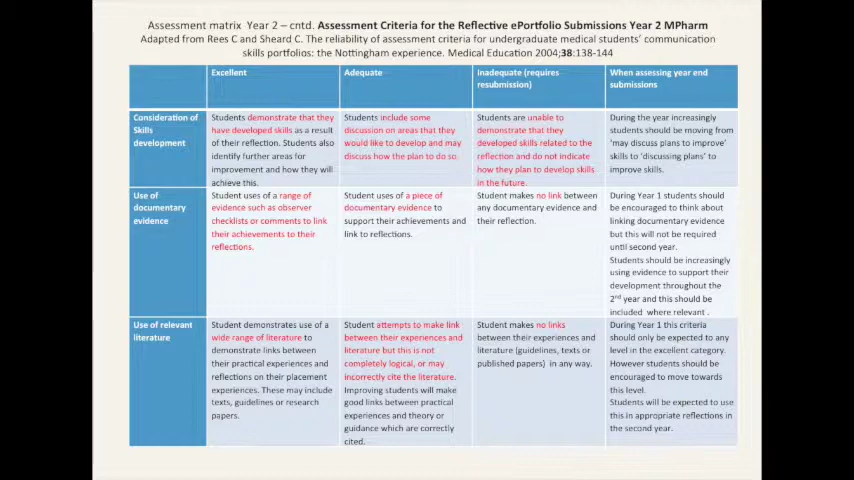 Assessment matrix Year 2 – cntd. Assessment Criteria for the Reflective ePortfolio Submissions Year 2 MPharm
Adapted from Rees C and Sheard C. The reliability of assessment criteria for undergraduate medical students' communication
skills portfolios: the Nottingham experience. Medical Education 2004;38:138-144
Excellent
Adequate
Inadequate (requires
resubmission)
When assessing year end
submissions
Consideration of
Skills
development
Students demonstrate that they
have developed skills as a result
of their reflection. Students also
identify further areas for
improvement and how they will
achieve this.
Students include some
discussion on areas that they
would like to develop and may
discuss how the plan to do so.
Students are unable to
demonstrate that they
developed skills related to the
reflection and do not indicate
how they plan to develop skills
in the future.
During the year increasingly
students should be moving from
'may discuss plans to improve'
skills to 'discussing plans' to
improve skills.
Use of
documentary
evidence
Student uses of a range of
evidence such as observer
checklists or comments to link
their achievements to their
reflections.
Student uses of a piece of
documentary evidence to
support their achievements and
link to reflections.
Student makes no link between
any documentary evidence and
their reflection.
During Year 1 students should
be encouraged to think about
linking documentary evidence
but this will not be required
until second year.
Students should be increasingly
using evidence to support their
development throughout the
2nd year and this should be
included where relevant .
Use of relevant
literature
Student demonstrates use of a
wide range of literature to
demonstrate links between
their practical experiences and
reflections on their placement
experiences. These may include
texts, guidelines or research
papers.
Student attempts to make link
between their experiences and
literature but this is not
completely logical, or may
incorrectly cite the literature.
Improving students will make
good links between practical
experiences and theory or
guidance which are correctly
cited.
Student makes no links
between their experiences and
literature (guidelines, texts or
published papers) in any way.
During Year 1 this criteria
should only be expected to any
level in the excellent category.
However students should be
encouraged to move towards
this level.
Students will be expected to use
this in appropriate reflections in
the second year.